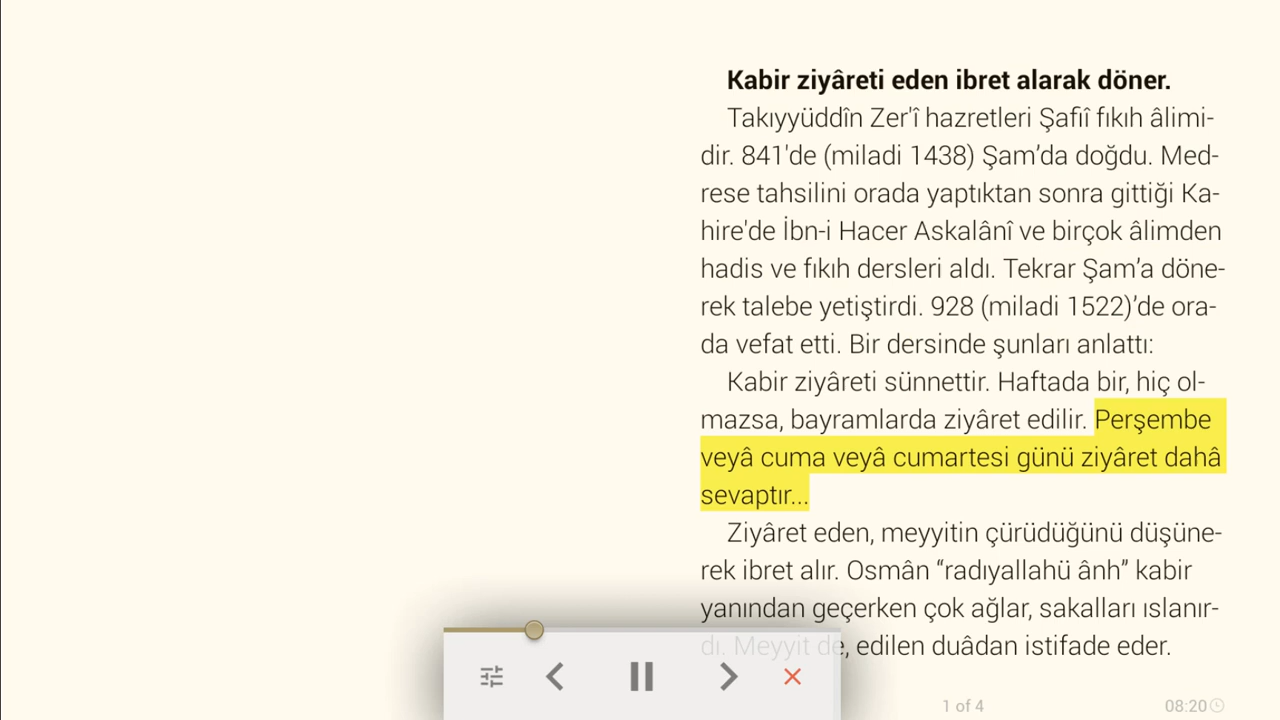 Kabir ziyâreti eden ibret alarak döner.
Takıyyüddîn Zer'î hazretleri Şafiî fıkıh âlimi-
dir. 841'de (miladi 1438) Şam’da doğdu. Med-
rese tahsilini orada yaptıktan sonra gittiği Ka-
hire'de İbn-i Hacer Askalânî ve birçok âlimden
hadis ve fıkıh dersleri aldı. Tekrar Şam’a döne-
rek talebe yetiştirdi. 928 (miladi 1522)’de ora-
da vefat etti. Bir dersinde şunları anlattı:
Kabir ziyâreti sünnettir. Haftada bir, hiç ol-
mazsa, bayramlarda ziyâret edilir. Perşembe
veyâ cuma veyâ cumartesi günü ziyâret dahâ
sevaptır...
Ziyâret eden, meyyitin çürüdüğünü düşüne-
rek ibret alır. Osmân “radıyallahü ânh” kabir
yanından geçerken çok ağlar, sakalları ıslanır-
dı. Meyyit de, edilen duâdan istifade eder.
1 of 4
08:20